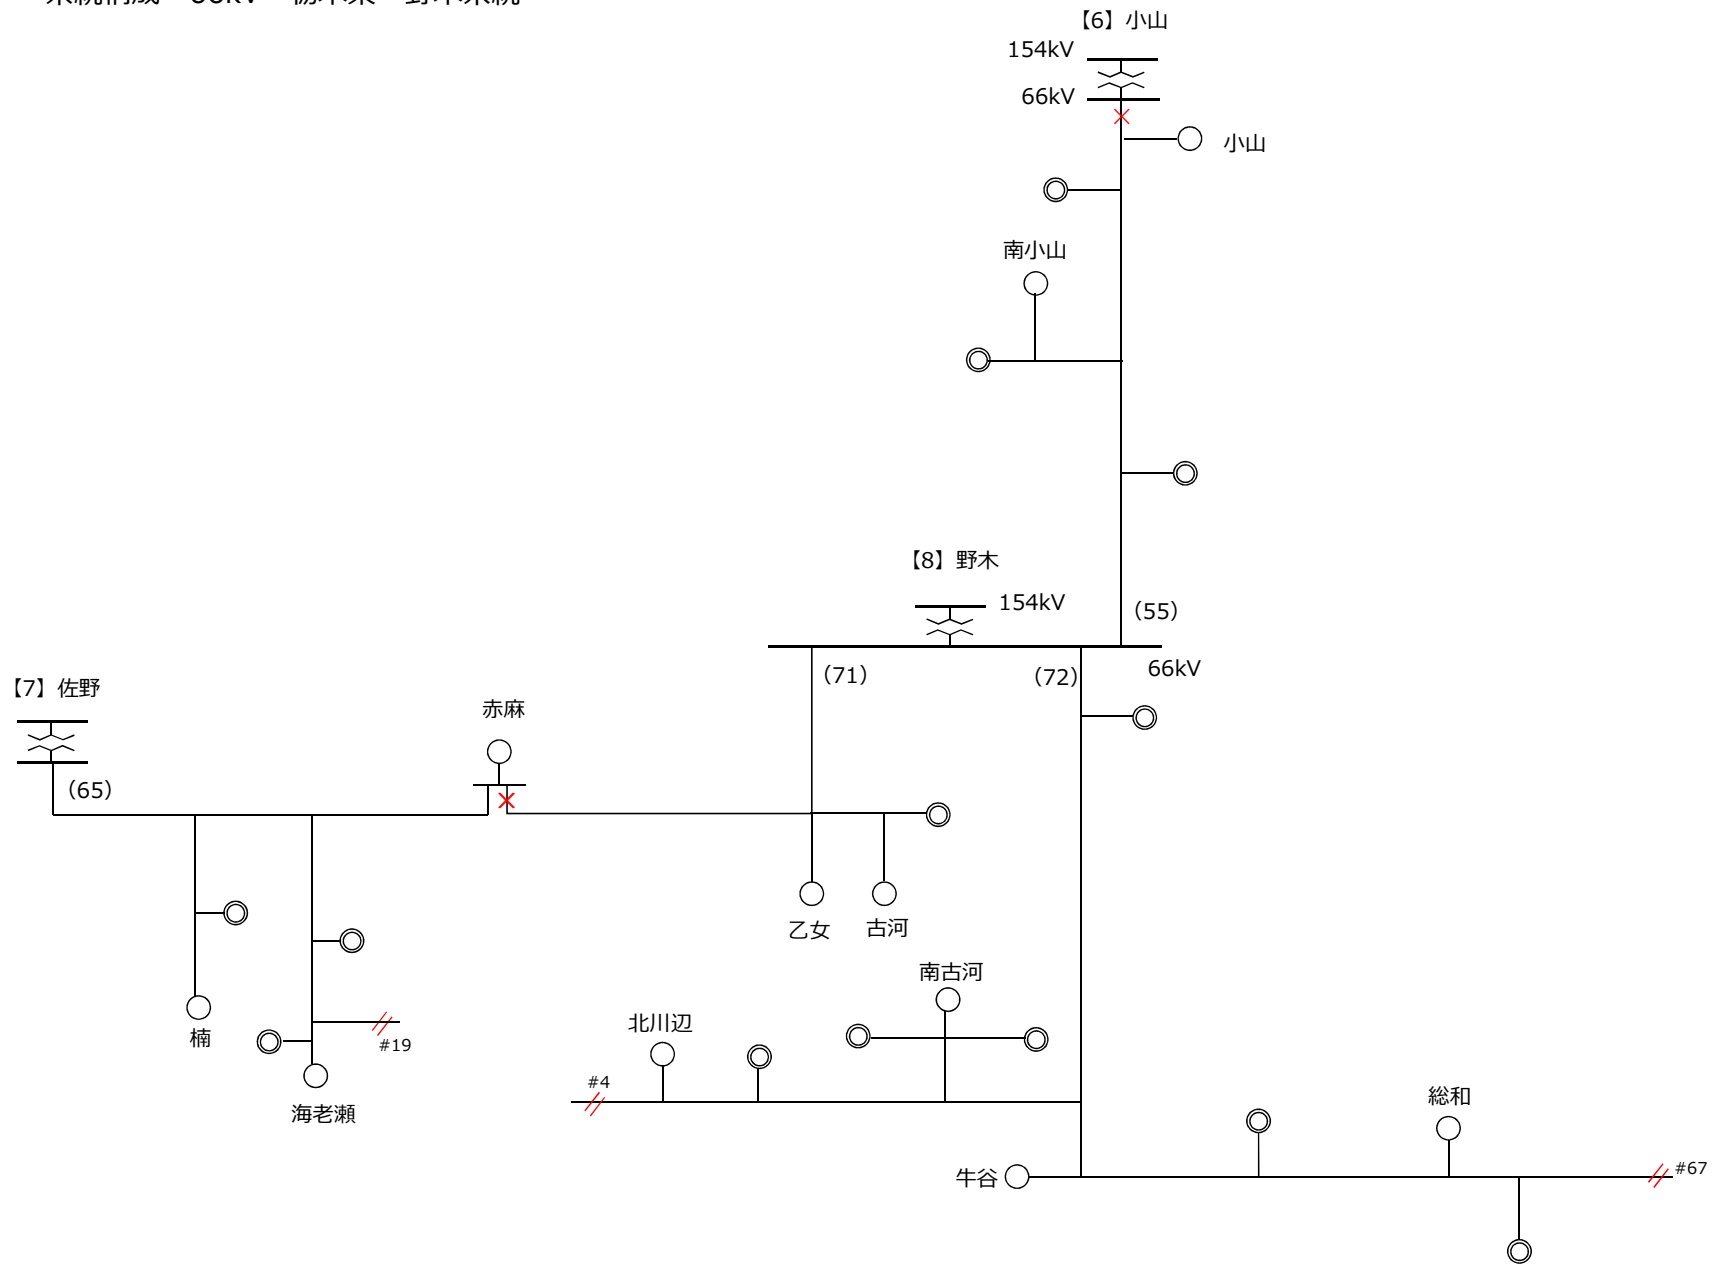 66kV
【6】小山
154kV
66kV
小山
南小山
【8】野木
154kV
（55）
（71）
（72）
66kV
【7】佐野
赤麻
（65）
乙女
古河
南古河
北川辺
楠
#19
#4
海老瀬
総和
牛谷
#67